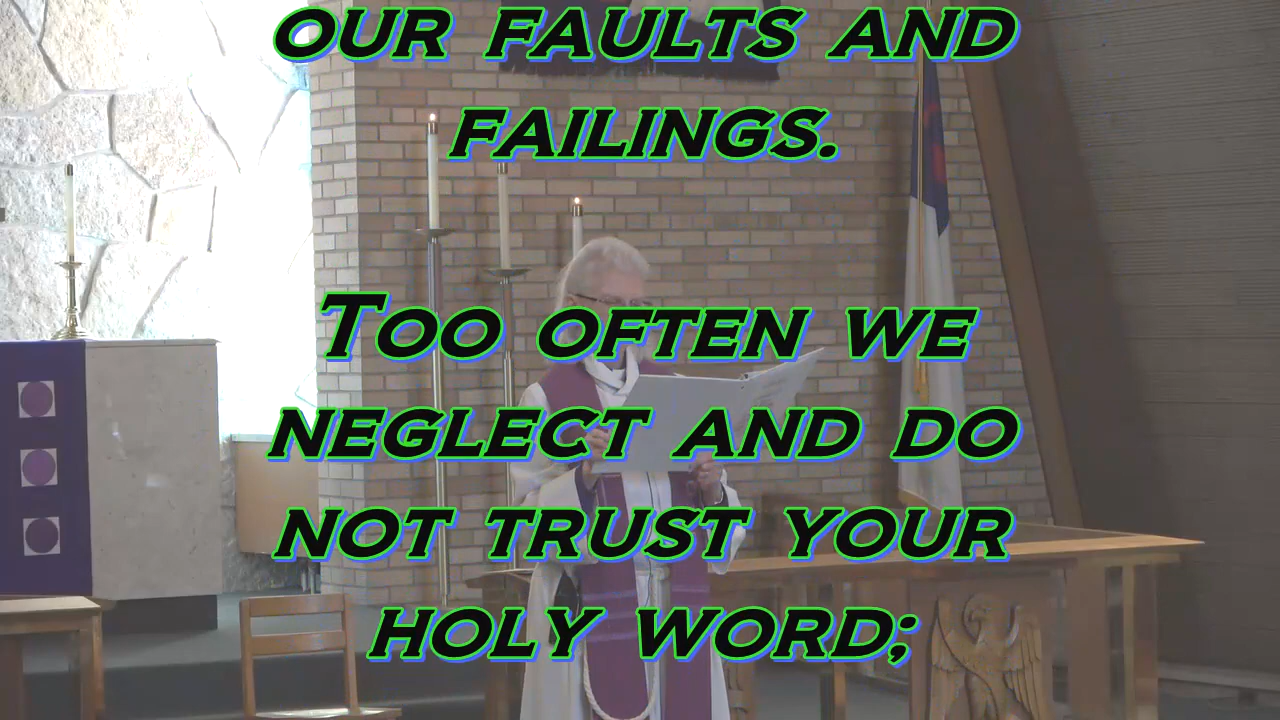 OUR FAULTS AND
FAILINGS.
TOO OFTEN WE
NEGLECT AND DO
NOT TRUST YOUR
HOLY WORD;